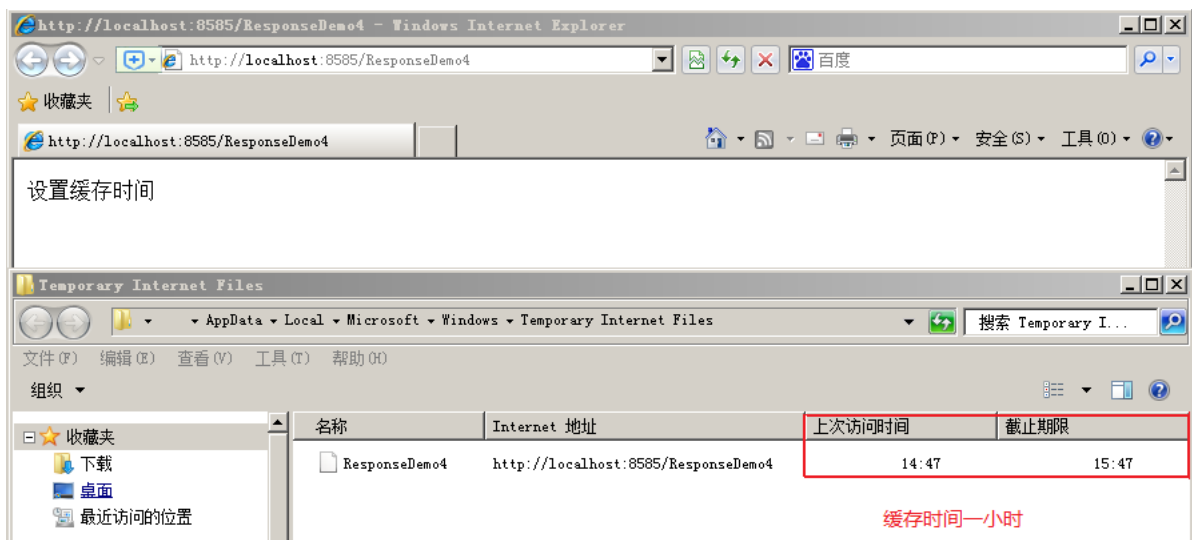 http://localhost:8585/ResponseDemo4 - Windows Internet Explorer
http://localhost:8585/ResponseDemo4 百度
收藏夹
http://localhost:8585/ResponseDemo4 页面(P) 安全(S) 工具(O)
设置缓存时间
Temporary Internet Files
AppData Local Microsoft Windows Temporary Internet Files 搜索 Temporary I...
文件(F) 编辑(E) 查看(V) 工具(T) 帮助(H)
组织
名称 Internet 地址 上次访问时间 截止期限
收藏夹
ResponseDemo4 http://localhost:8585/ResponseDemo4 14:47 15:47
下载
桌面
最近访问的位置
缓存时间一小时